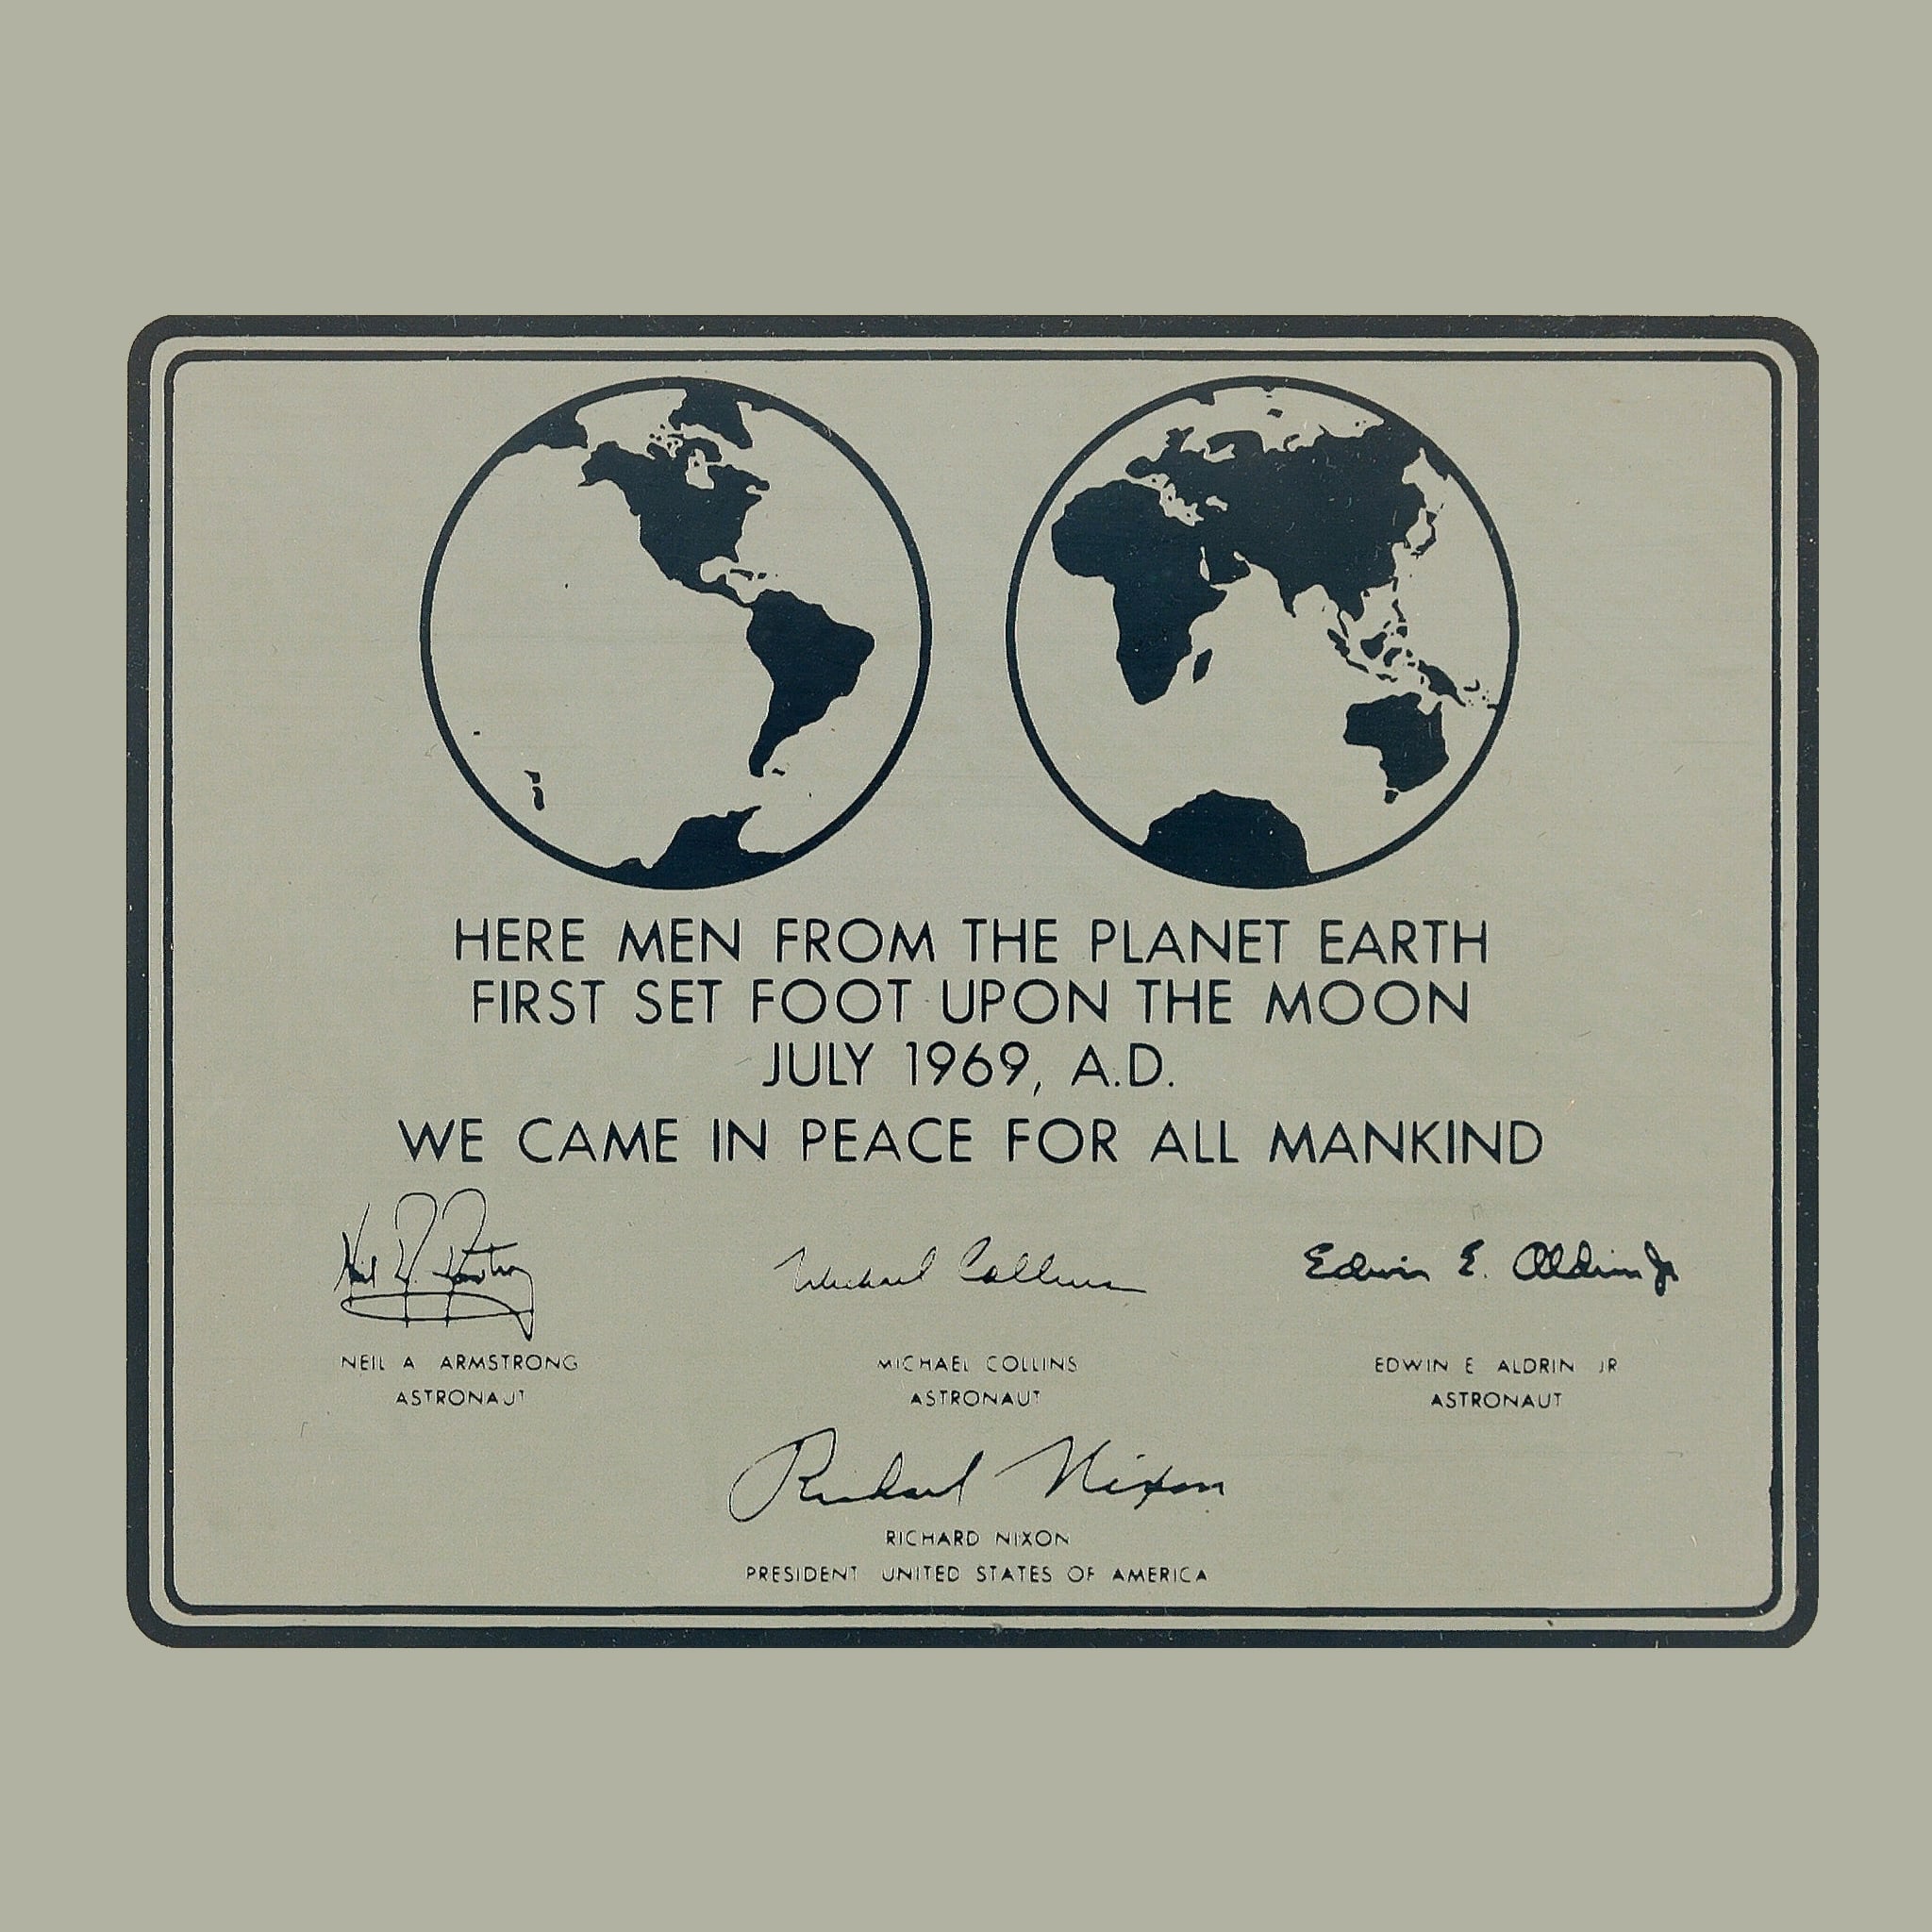 HERE MEN FROM THE PLANET EARTH
FIRST SET FOOT UPON THE MOON
JULY 1969, A.D.
WE CAME IN PEACE FOR ALL MANKIND
Neil A. Armstrong
Michael Collins
Edwin E. Aldrin Jr
NEIL A ARMSTRONG
ASTRONAUT
MICHAEL COLLINS
ASTRONAUT
EDWIN E ALDRIN JR
ASTRONAUT
Richard Nixon
RICHARD NIXON
PRESIDENT UNITED STATES OF AMERICA